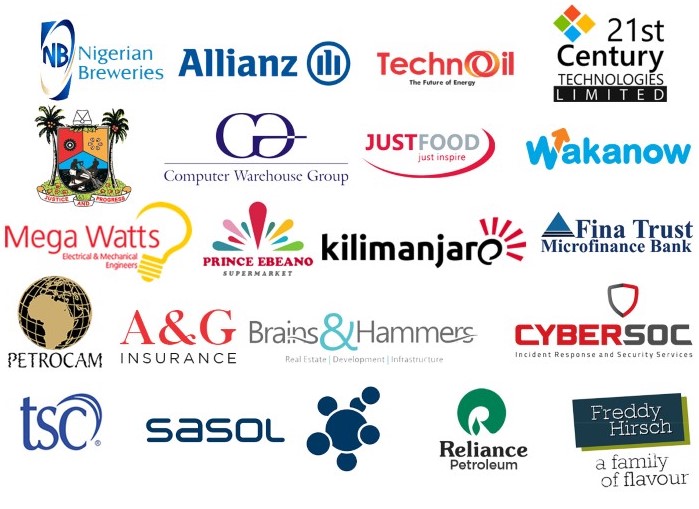 NB Nigerian
Breweries
Allianz
TechnOil
The Future of Energy
21st
Century
TECHNOLOGIES
LIMITED
JUSTICE AND PROGRESS
Computer Warehouse Group
JUSTFOOD
just inspire
Wakanow
Mega Watts
Electrical & Mechanical
Engineers
PRINCE EBEANO
SUPERMARKET
kilimanjaro
Fina Trust
Microfinance Bank
PETROCAM
A&G
INSURANCE
Brains&Hammers
Real Estate | Development | Infrastructure
CYBERSOC
Incident Response and Security Services
tsc®
sasol
Reliance
Petroleum
Freddy
Hirsch
a family
of flavour